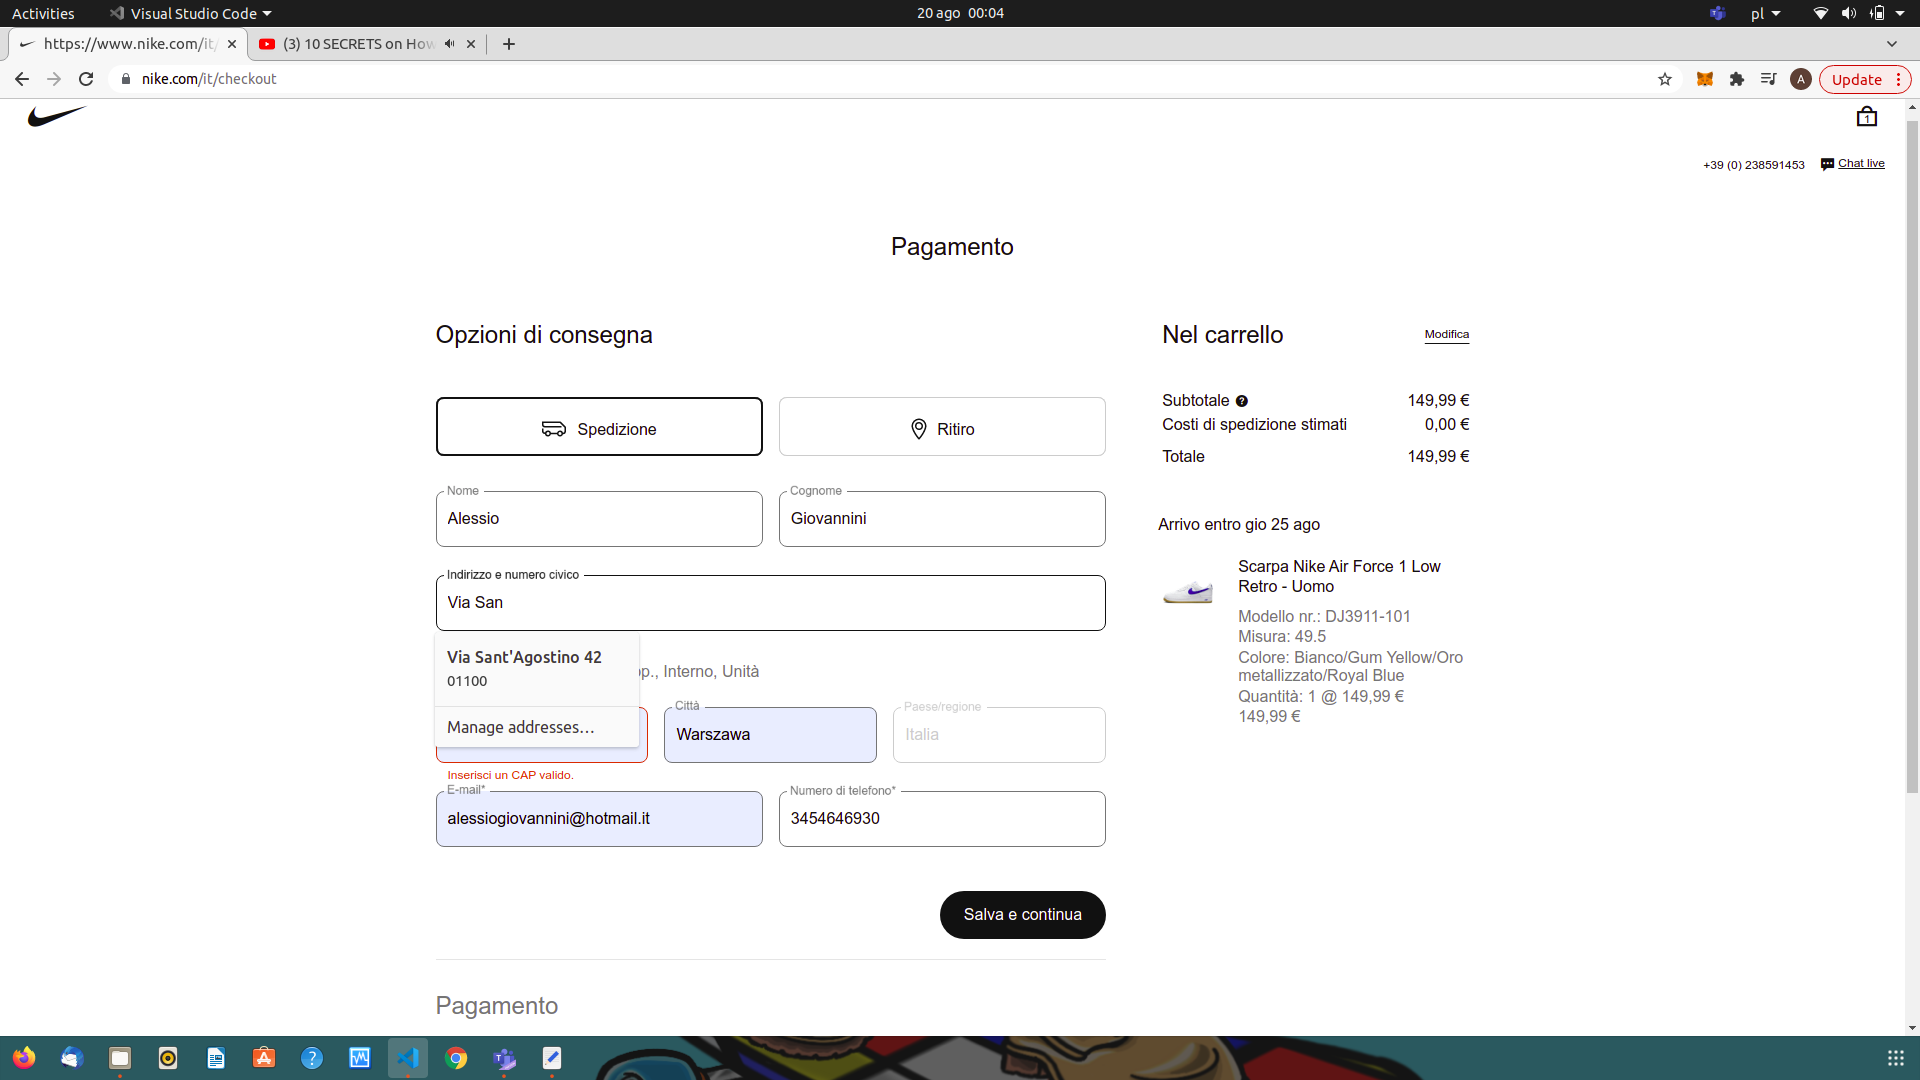 Activities
Visual Studio Code
20 ago 00:04
pl
https://www.nike.com/it/
(3) 10 SECRETS on How
nike.com/it/checkout
A
Update
1
+39 (0) 238591453
Chat live
Pagamento
Opzioni di consegna
Spedizione
Ritiro
Nome
Alessio
Cognome
Giovannini
Indirizzo e numero civico
Via San
Via Sant'Agostino 42
01100
Manage addresses…
pp., Interno, Unità
Città
Warszawa
Paese/regione
Italia
Inserisci un CAP valido.
E-mail*
alessiogiovannini@hotmail.it
Numero di telefono*
3454646930
Salva e continua
Pagamento
Nel carrello
Modifica
Subtotale
149,99 €
Costi di spedizione stimati
0,00 €
Totale
149,99 €
Arrivo entro gio 25 ago
Scarpa Nike Air Force 1 Low
Retro - Uomo
Modello nr.: DJ3911-101
Misura: 49.5
Colore: Bianco/Gum Yellow/Oro
metallizzato/Royal Blue
Quantità: 1 @ 149,99 €
149,99 €